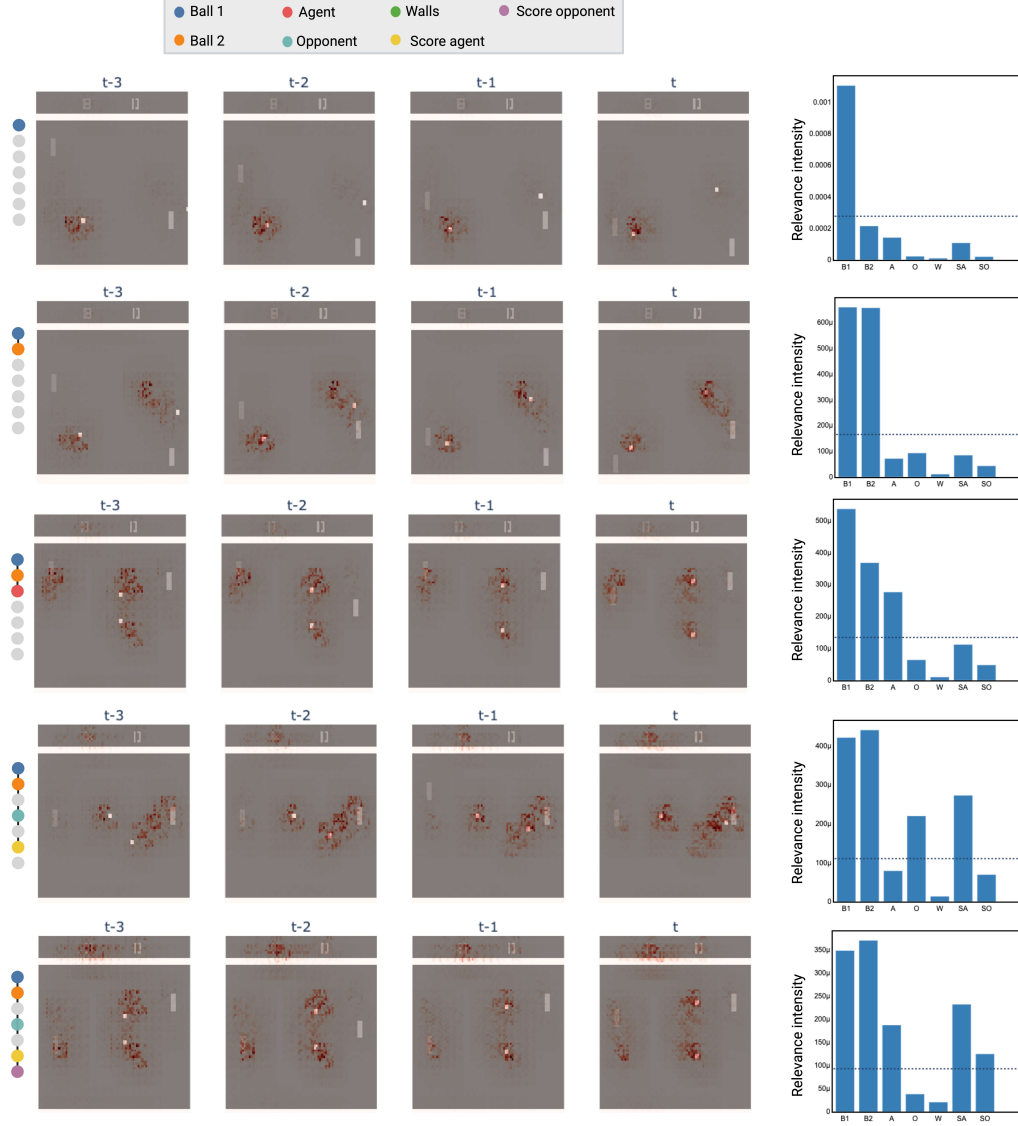 Ball 1 Agent Walls Score opponent
Ball 2 Opponent Score agent
t-3 t-2 t-1 t
Relevance intensity
0.001
0.0008
0.0006
0.0004
0.0002
0
B1 B2 A O W SA SO
t-3 t-2 t-1 t
Relevance intensity
600µ
500µ
400µ
300µ
200µ
100µ
0
B1 B2 A O W SA SO
t-3 t-2 t-1 t
Relevance intensity
500µ
400µ
300µ
200µ
100µ
0
B1 B2 A O W SA SO
t-3 t-2 t-1 t
Relevance intensity
400µ
300µ
200µ
100µ
0
B1 B2 A O W SA SO
t-3 t-2 t-1 t
Relevance intensity
350µ
300µ
250µ
200µ
150µ
100µ
50µ
0
B1 B2 A O W SA SO